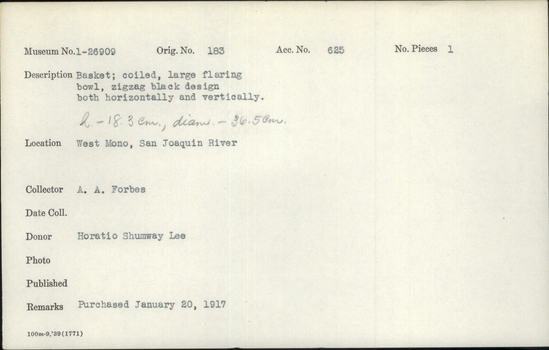 Museum No. 1-26909 Orig. No. 183 Acc. No. 625 No. Pieces 1
Description Basket; coiled, large flaring
bowl, zigzag black design
both horizontally and vertically.
h - 18.3 cm., diam. - 36.5 cm.
Location West Mono, San Joaquin River
Collector A. A. Forbes
Date Coll.
Donor Horatio Shumway Lee
Photo
Published
Remarks Purchased January 20, 1917
100m-9,'39(1771)